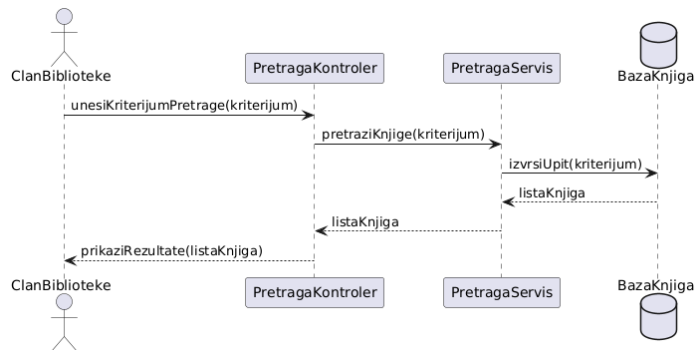 ClanBiblioteke
PretragaKontroler
PretragaServis
BazaKnjiga
unesiKriterijumPretrage(kriterijum)
pretraziKnjige(kriterijum)
izvrsiUpit(kriterijum)
listaKnjiga
listaKnjiga
prikaziRezultate(listaKnjiga)
ClanBiblioteke
PretragaKontroler
PretragaServis
BazaKnjiga